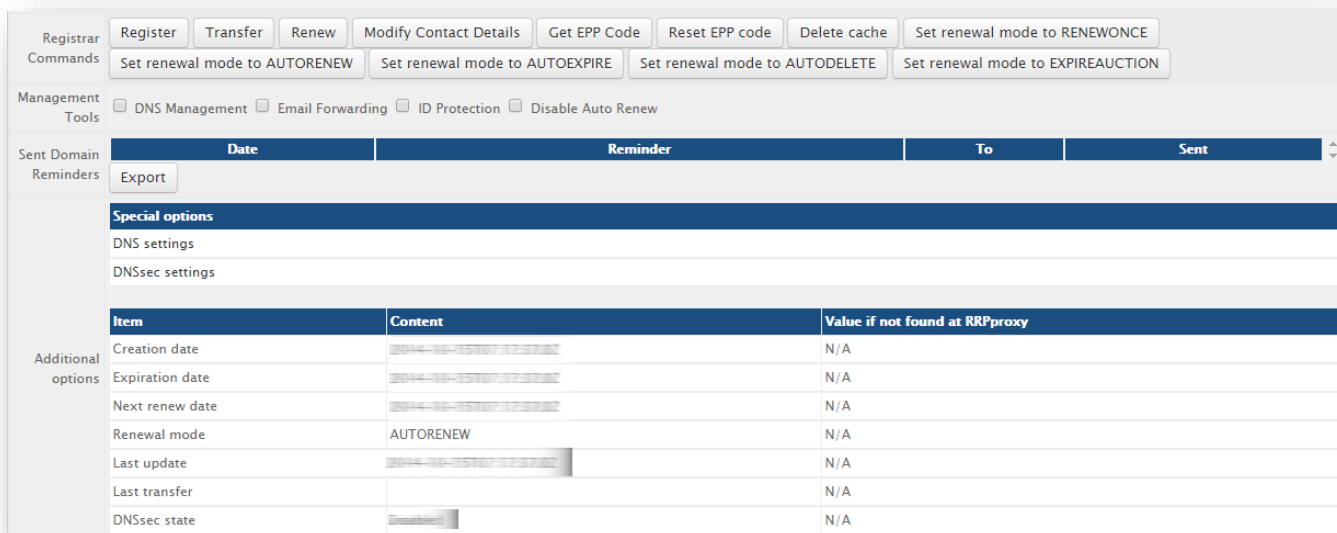 Registrar Commands
Register Transfer Renew Modify Contact Details Get EPP Code Reset EPP code Delete cache Set renewal mode to RENEWONCE
Set renewal mode to AUTORENEW Set renewal mode to AUTOEXPIRE Set renewal mode to AUTODELETE Set renewal mode to EXPIREAUCTION
Management Tools
DNS Management Email Forwarding ID Protection Disable Auto Renew
Sent Domain Reminders
Date Reminder To Sent
Export
Additional options
Special options
DNS settings
DNSsec settings
Item Content Value if not found at RRPproxy
Creation date N/A
Expiration date N/A
Next renew date N/A
Renewal mode AUTORENEW N/A
Last update N/A
Last transfer N/A
DNSsec state N/A